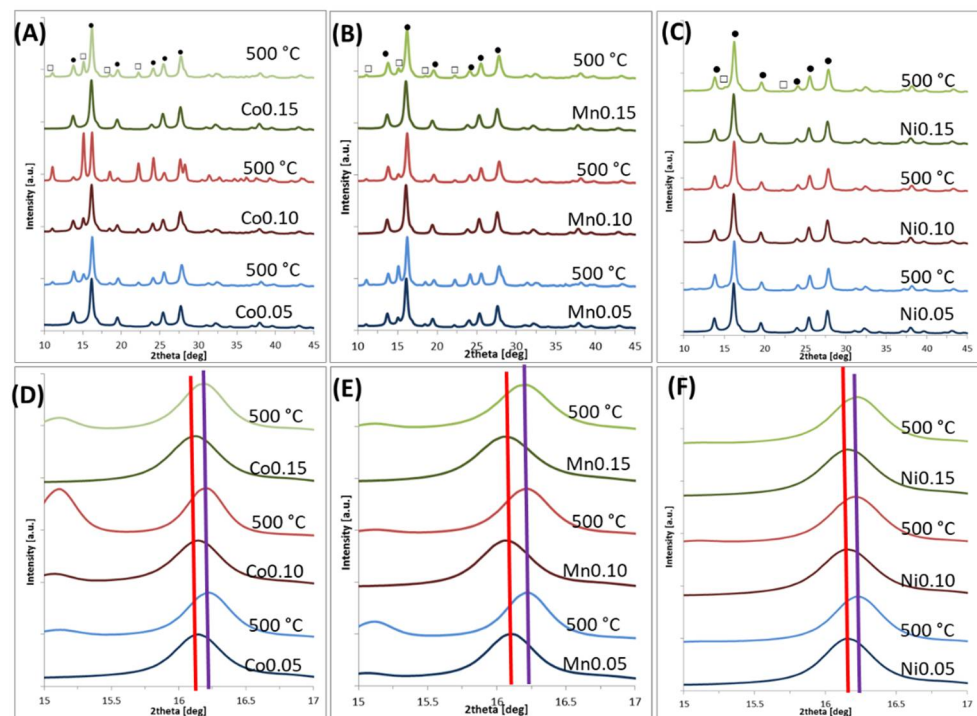 (A)
500 °C
Co0.15
500 °C
Co0.10
500 °C
Co0.05
Intensity [a.u.]
10 15 20 25 30 35 40 45
2theta [deg]
(B)
500 °C
Mn0.15
500 °C
Mn0.10
500 °C
Mn0.05
Intensity [a.u.]
10 15 20 25 30 35 40 45
2theta [deg]
(C)
500 °C
Ni0.15
500 °C
Ni0.10
500 °C
Ni0.05
Intensity [a.u.]
10 15 20 25 30 35 40 45
2theta [deg]
(D)
500 °C
Co0.15
500 °C
Co0.10
500 °C
Co0.05
Intensity [a.u.]
15 15.5 16 16.5 17
2theta [deg]
(E)
500 °C
Mn0.15
500 °C
Mn0.10
500 °C
Mn0.05
Intensity [a.u.]
15 15.5 16 16.5 17
2theta [deg]
(F)
500 °C
Ni0.15
500 °C
Ni0.10
500 °C
Ni0.05
Intensity [a.u.]
15 15.5 16 16.5 17
2theta [deg]